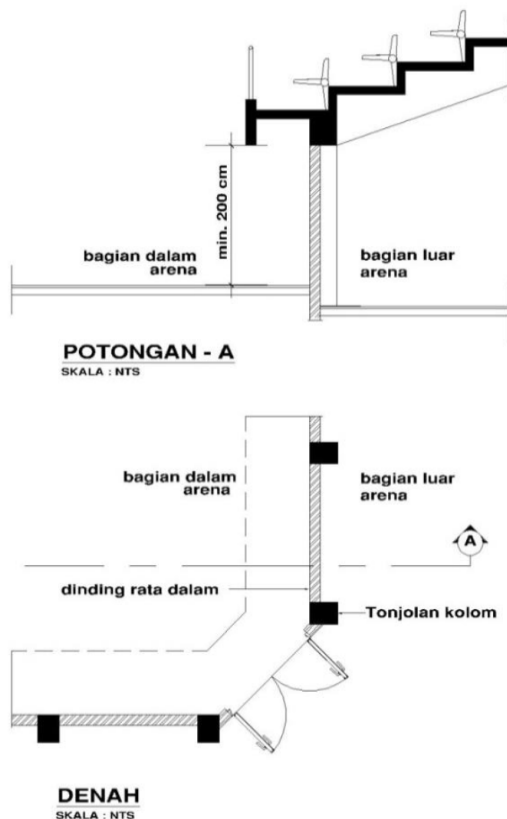 min. 200 cm
bagian dalam
arena
bagian luar
arena
POTONGAN - A
SKALA : NTS
bagian dalam
arena
bagian luar
arena
A
dinding rata dalam
Tonjolan kolom
DENAH
SKALA : NTS